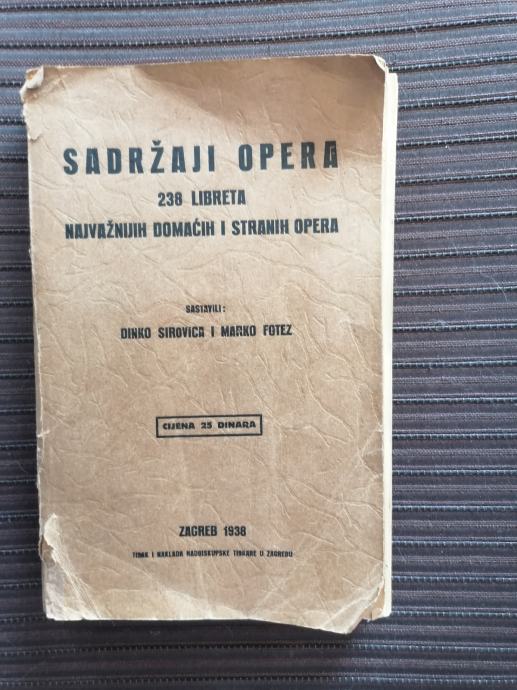 SADRŽAJI OPERA
238 LIBRETA
NAJVAŽNIJIH DOMAĆIH I STRANIH OPERA
SASTAVILI:
DINKO SIROVICA I MARKO FOTEZ
CIJENA 25 DINARA
ZAGREB 1938
TISAK I NAKLADA NADBISKUPSKE TISKARE U ZAGREBU